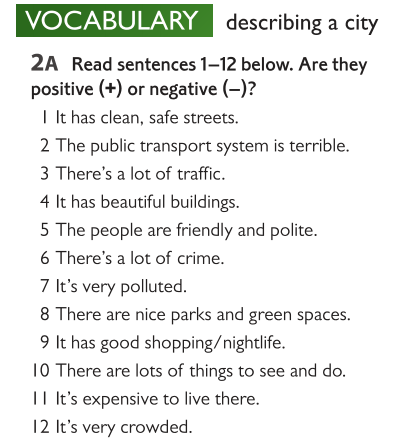 VOCABULARY describing a city
2A Read sentences 1–12 below. Are they
positive (+) or negative (–)?
1 It has clean, safe streets.
2 The public transport system is terrible.
3 There's a lot of traffic.
4 It has beautiful buildings.
5 The people are friendly and polite.
6 There's a lot of crime.
7 It's very polluted.
8 There are nice parks and green spaces.
9 It has good shopping/nightlife.
10 There are lots of things to see and do.
11 It's expensive to live there.
12 It's very crowded.